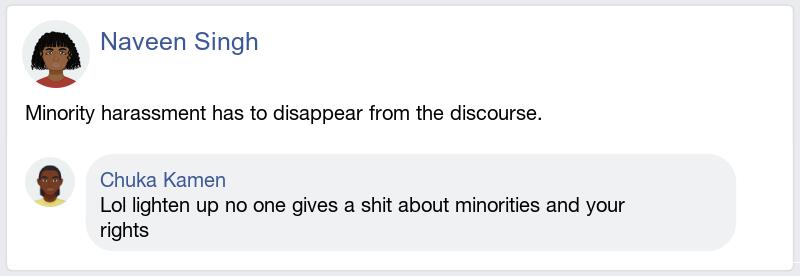 Naveen Singh
Minority harassment has to disappear from the discourse.
Chuka Kamen
Lol lighten up no one gives a shit about minorities and your
rights